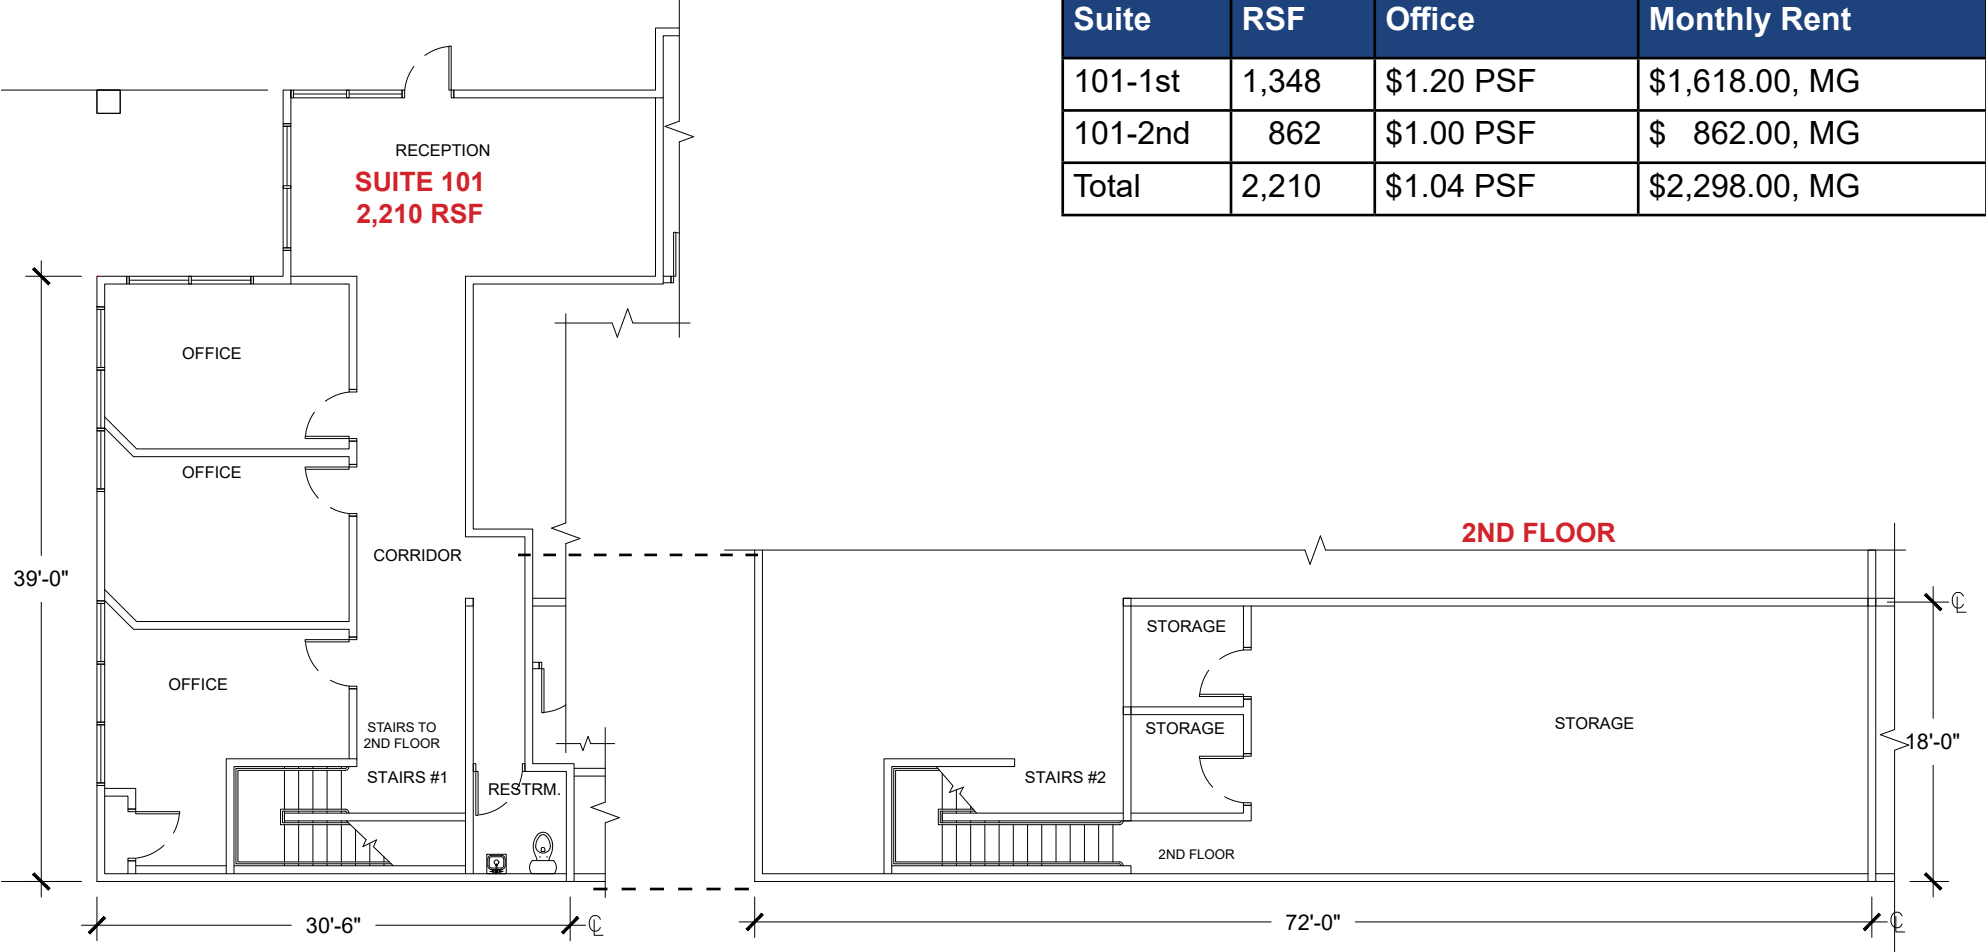 Suite RSF Office Monthly Rent
101-1st 1,348 $1.20 PSF $1,618.00, MG
101-2nd 862 $1.00 PSF $ 862.00, MG
Total 2,210 $1.04 PSF $2,298.00, MG
RECEPTION
SUITE 101
2,210 RSF
OFFICE
OFFICE
CORRIDOR
39'-0"
OFFICE
STAIRS TO
2ND FLOOR
STAIRS #1
RESTRM.
30'-6"
℄
2ND FLOOR
℄
STORAGE
STORAGE
STORAGE
18'-0"
STAIRS #2
2ND FLOOR
72'-0"
℄